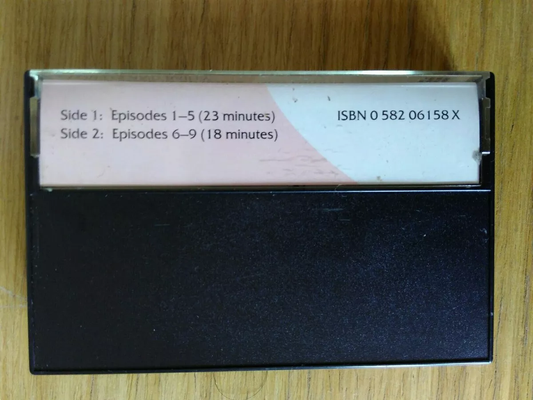 Side 1: Episodes 1–5 (23 minutes) ISBN 0 582 06158 X
Side 2: Episodes 6–9 (18 minutes)